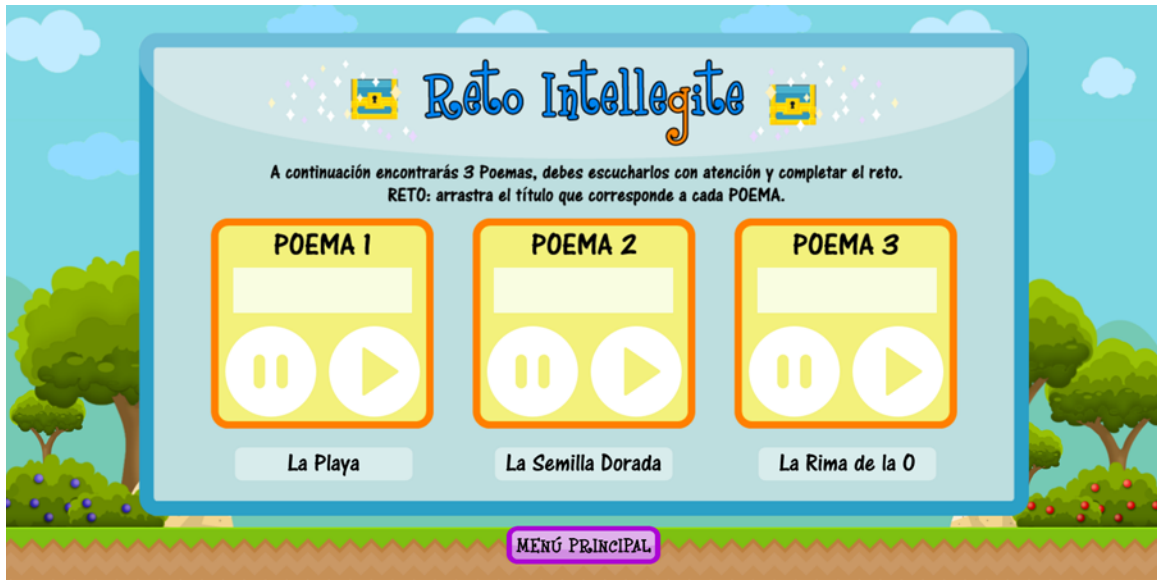 Reto Intellegite
A continuación encontrarás 3 Poemas, debes escucharlos con atención y completar el reto.
RETO: arrastra el título que corresponde a cada POEMA.
POEMA 1
POEMA 2
POEMA 3
La Playa
La Semilla Dorada
La Rima de la O
MENÚ PRINCIPAL